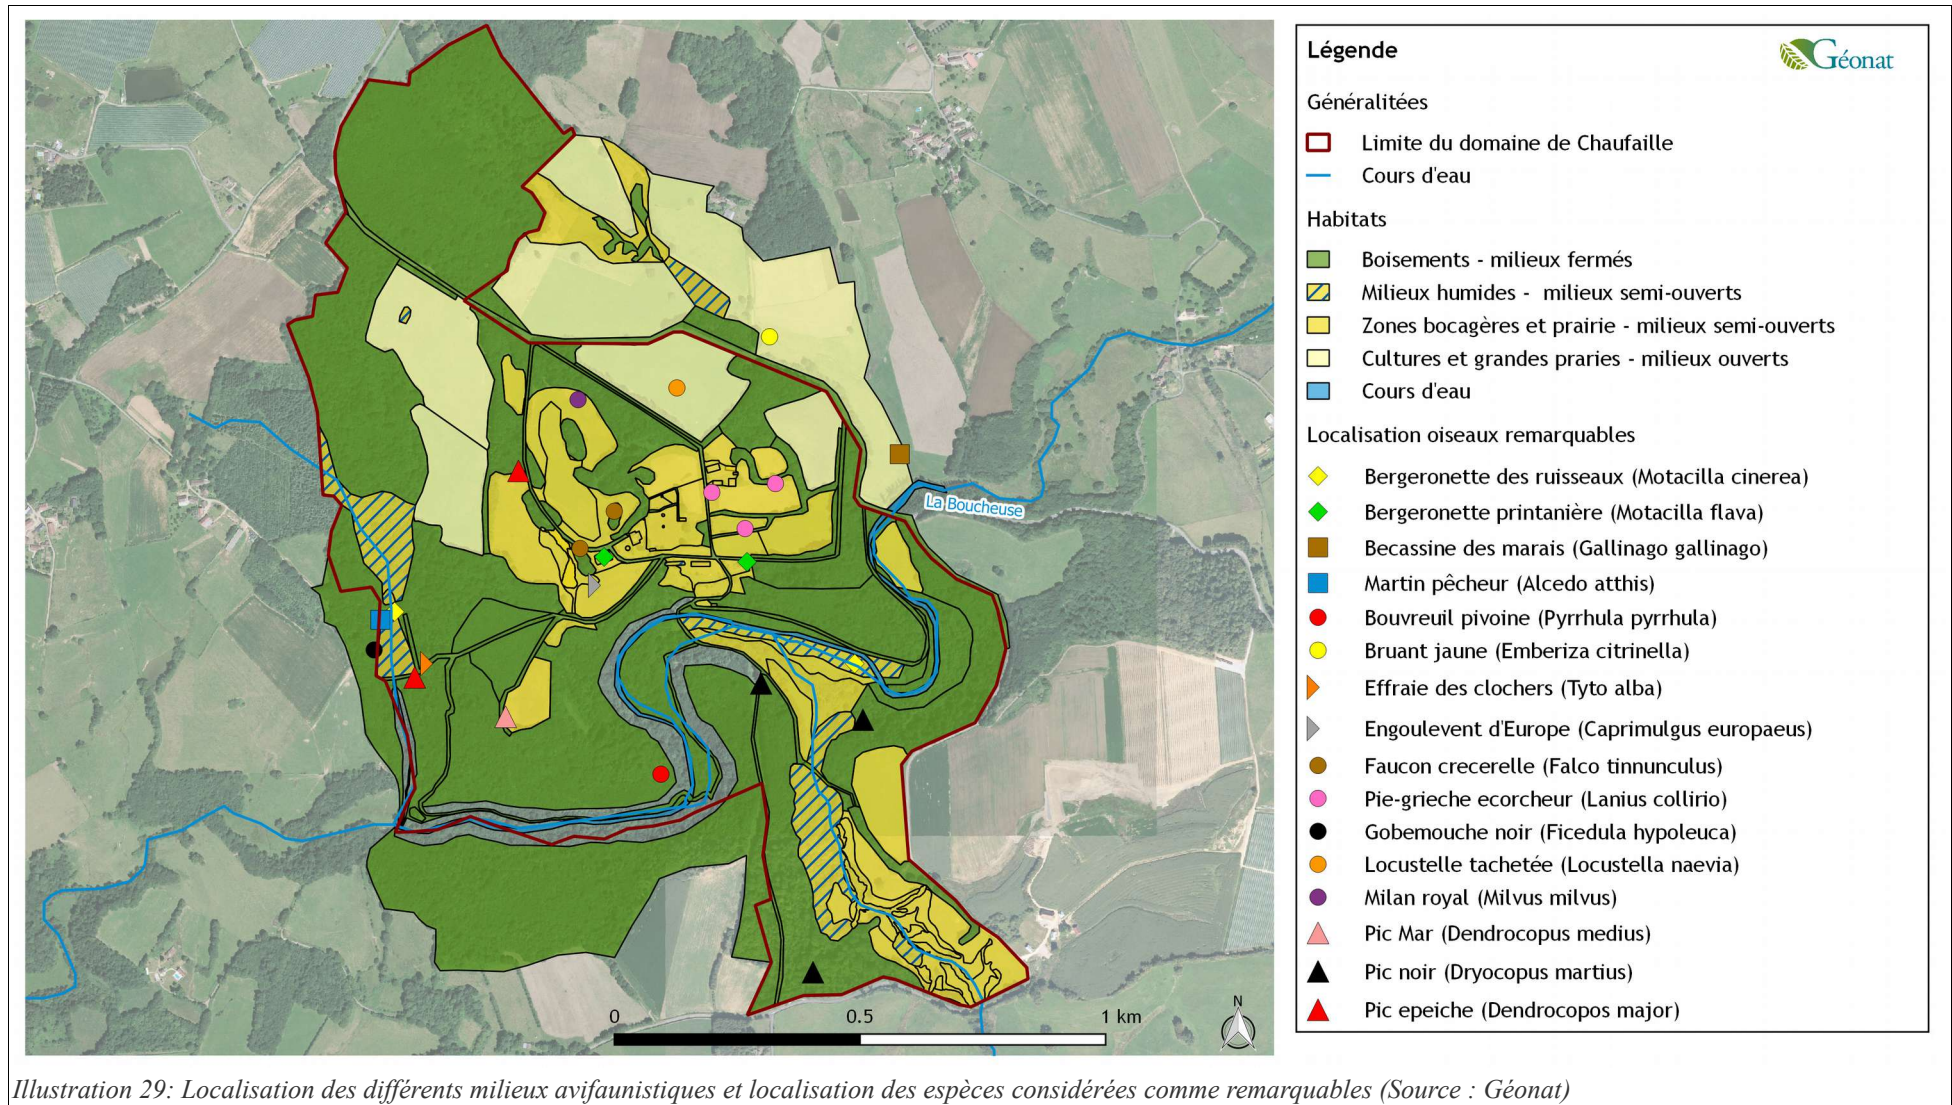 La Boucheuse
0 0.5 1 km
N
Légende
Géonat
Généralitées
Limite du domaine de Chaufaille
Cours d'eau
Habitats
Boisements - milieux fermés
Milieux humides - milieux semi-ouverts
Zones bocagères et prairie - milieux semi-ouverts
Cultures et grandes praries - milieux ouverts
Cours d'eau
Localisation oiseaux remarquables
Bergeronette des ruisseaux (Motacilla cinerea)
Bergeronette printanière (Motacilla flava)
Becassine des marais (Gallinago gallinago)
Martin pêcheur (Alcedo atthis)
Bouvreuil pivoine (Pyrrhula pyrrhula)
Bruant jaune (Emberiza citrinella)
Effraie des clochers (Tyto alba)
Engoulevent d'Europe (Caprimulgus europaeus)
Faucon crecerelle (Falco tinnunculus)
Pie-grieche ecorcheur (Lanius collirio)
Gobemouche noir (Ficedula hypoleuca)
Locustelle tachetée (Locustella naevia)
Milan royal (Milvus milvus)
Pic Mar (Dendrocopus medius)
Pic noir (Dryocopus martius)
Pic epeiche (Dendrocopos major)
Illustration 29: Localisation des différents milieux avifaunistiques et localisation des espèces considérées comme remarquables (Source : Géonat)